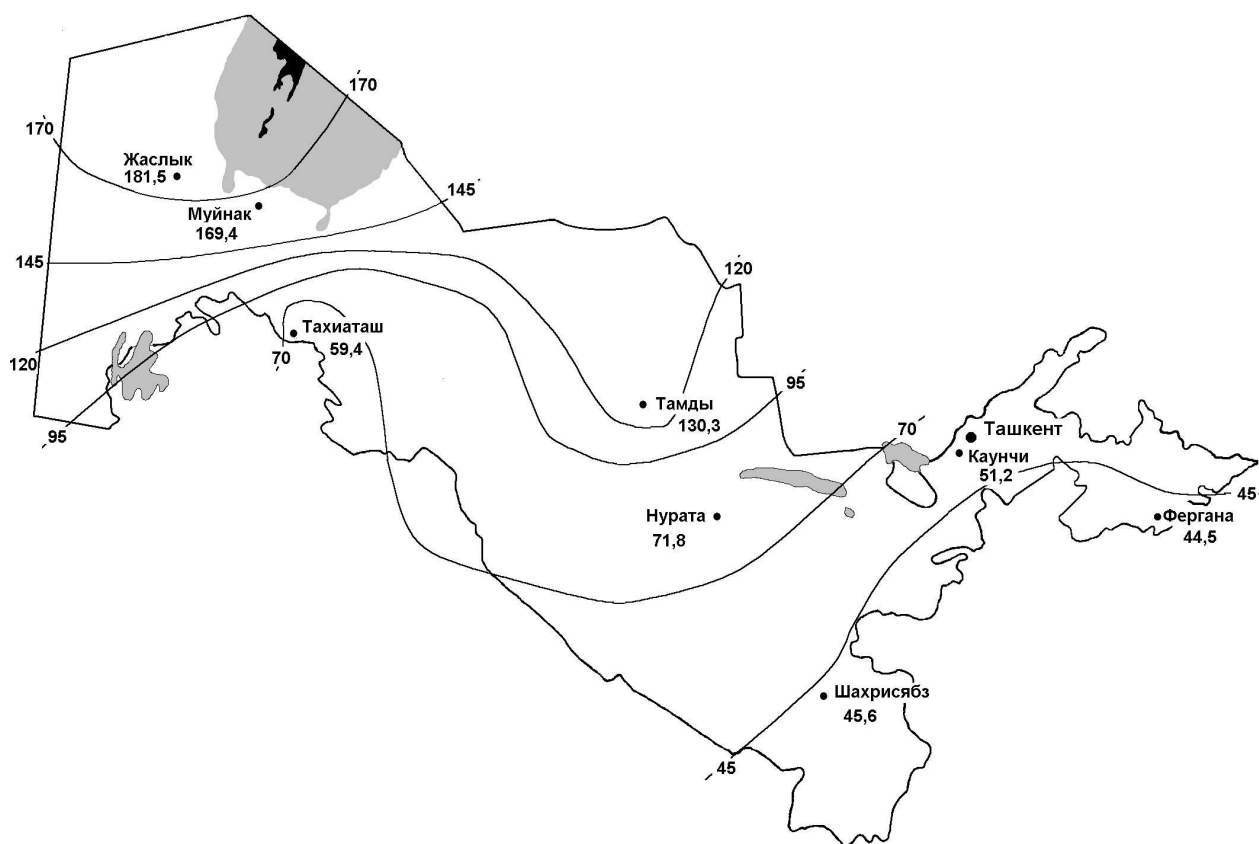 170
170
Жаслык
181,5
Муйнак
169,4
145
145
120
120
Тахиаташ
59,4
70
95
Тамды
130,3
95
70
Ташкент
Каунчи
51,2
45
Нурата
71,8
Фергана
44,5
Шахрисябз
45,6
45